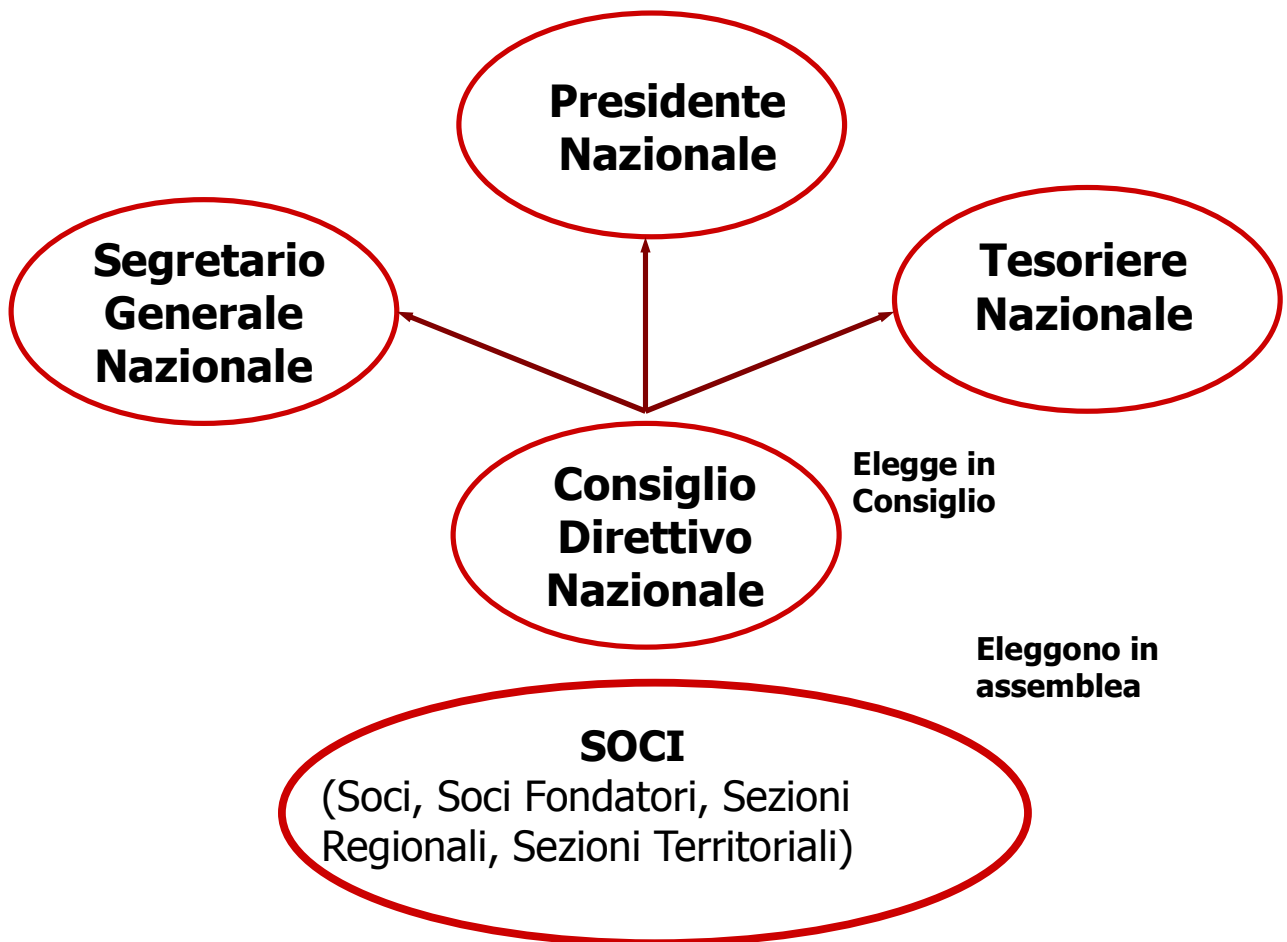 Presidente
Nazionale
Segretario
Generale
Nazionale
Tesoriere
Nazionale
Consiglio
Direttivo
Nazionale
Elegge in
Consiglio
Eleggono in
assemblea
SOCI
(Soci, Soci Fondatori, Sezioni
Regionali, Sezioni Territoriali)